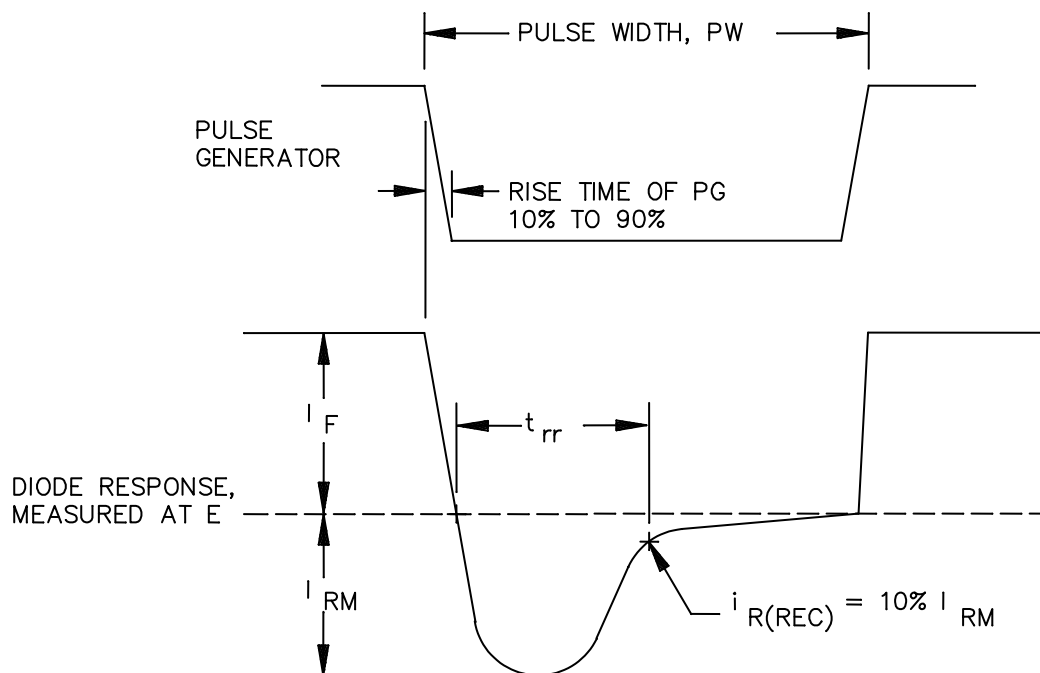 PULSE WIDTH, PW
PULSE
GENERATOR
RISE TIME OF PG
10% TO 90%
I F
t rr
DIODE RESPONSE,
MEASURED AT E
I RM
i R(REC) = 10% I RM